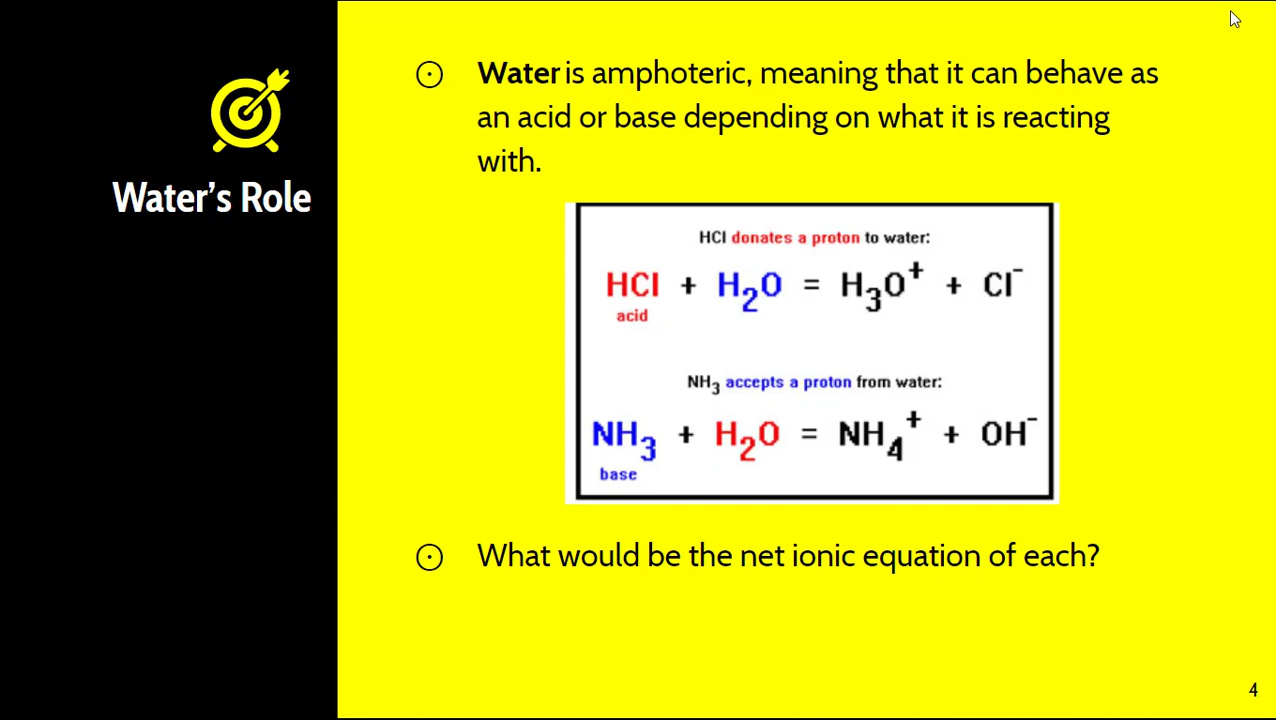 Water's Role
Water is amphoteric, meaning that it can behave as
an acid or base depending on what it is reacting
with.
HCl donates a proton to water:
HCl + H₂O = H₃O⁺ + Cl⁻
acid
NH₃ accepts a proton from water:
NH₃ + H₂O = NH₄⁺ + OH⁻
base
What would be the net ionic equation of each?
4